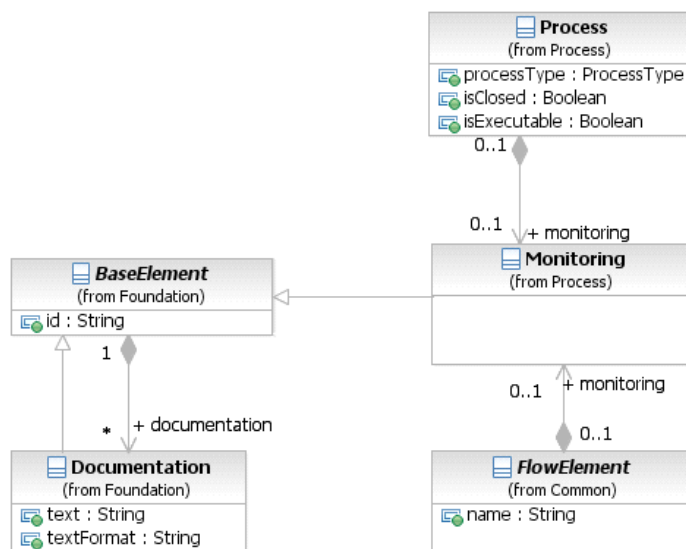 Process
(from Process)
processType : ProcessType
isClosed : Boolean
isExecutable : Boolean
0..1
0..1
+ monitoring
Monitoring
(from Process)
BaseElement
(from Foundation)
id : String
1
*
+ documentation
0..1
+ monitoring
0..1
Documentation
(from Foundation)
text : String
textFormat : String
FlowElement
(from Common)
name : String